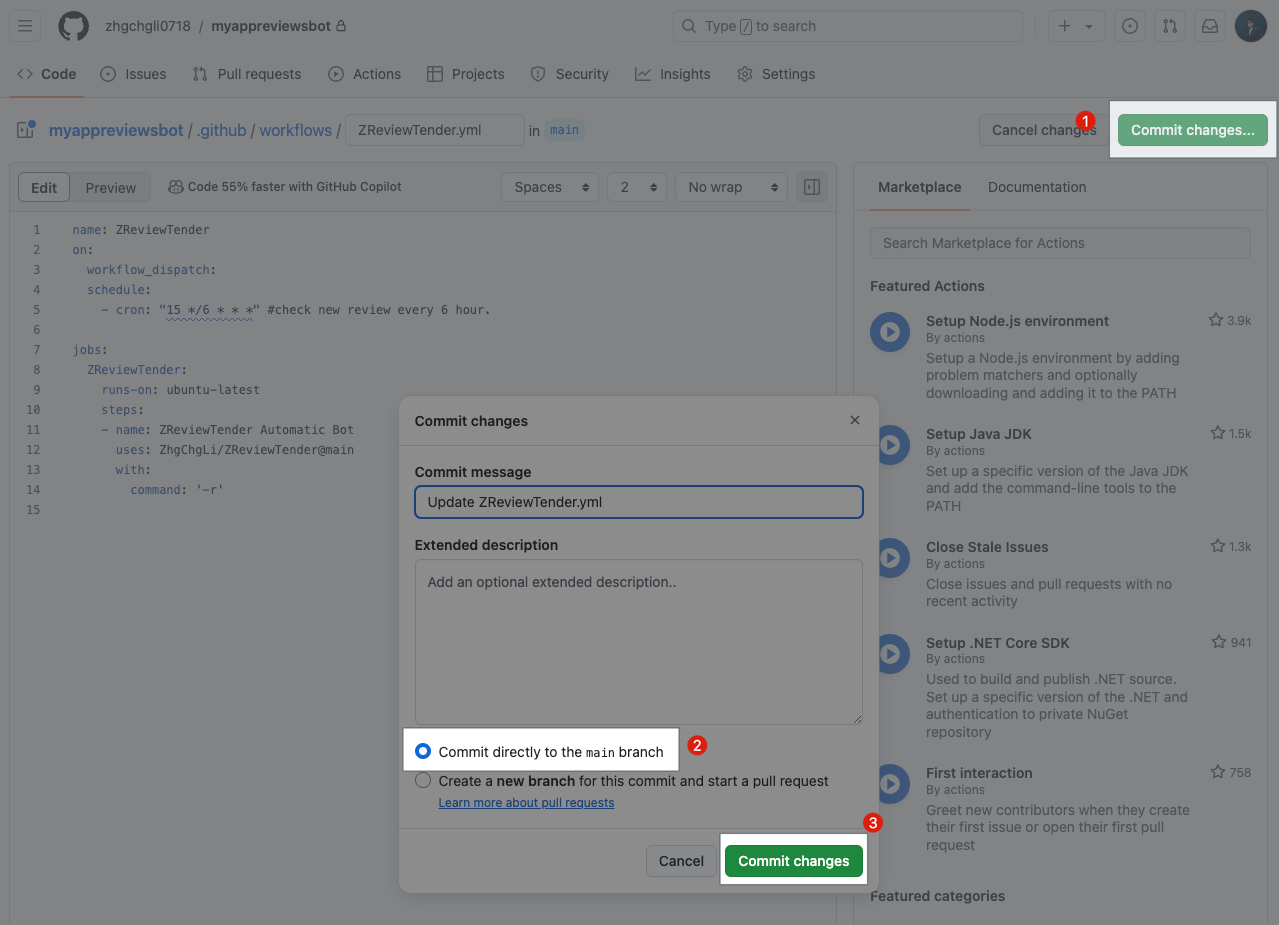 zhgchgli0718 / myappreviewsbot
Type / to search
Code
Issues
Pull requests
Actions
Projects
Security
Insights
Settings
myappreviewsbot / .github / workflows / ZReviewTender.yml in main
Cancel changes
1
Commit changes...
Edit
Preview
Code 55% faster with GitHub Copilot
Spaces
2
No wrap
1 name: ZReviewTender
2 on:
3 workflow_dispatch:
4 schedule:
5 - cron: "15 */6 * * *" #check new review every 6 hour.
6
7 jobs:
8 ZReviewTender:
9 runs-on: ubuntu-latest
10 steps:
11 - name: ZReviewTender Automatic Bot
12 uses: ZhgChgLi/ZReviewTender@main
13 with:
14 command: '-r'
15
Commit changes
Commit message
Update ZReviewTender.yml
Extended description
Add an optional extended description..
Commit directly to the main branch
2
Create a new branch for this commit and start a pull request
Learn more about pull requests
3
Cancel
Commit changes
Marketplace
Documentation
Search Marketplace for Actions
Featured Actions
Setup Node.js environment
3.9k
By actions
Setup a Node.js environment by adding
problem matchers and optionally
downloading and adding it to the PATH
Setup Java JDK
1.5k
By actions
Set up a specific version of the Java JDK
and add the command-line tools to the
PATH
Close Stale Issues
1.3k
By actions
Close issues and pull requests with no
recent activity
Setup .NET Core SDK
941
By actions
Used to build and publish .NET source.
Set up a specific version of the .NET and
authentication to private NuGet
repository
First interaction
758
By actions
Greet new contributors when they create
their first issue or open their first pull
request
Featured categories